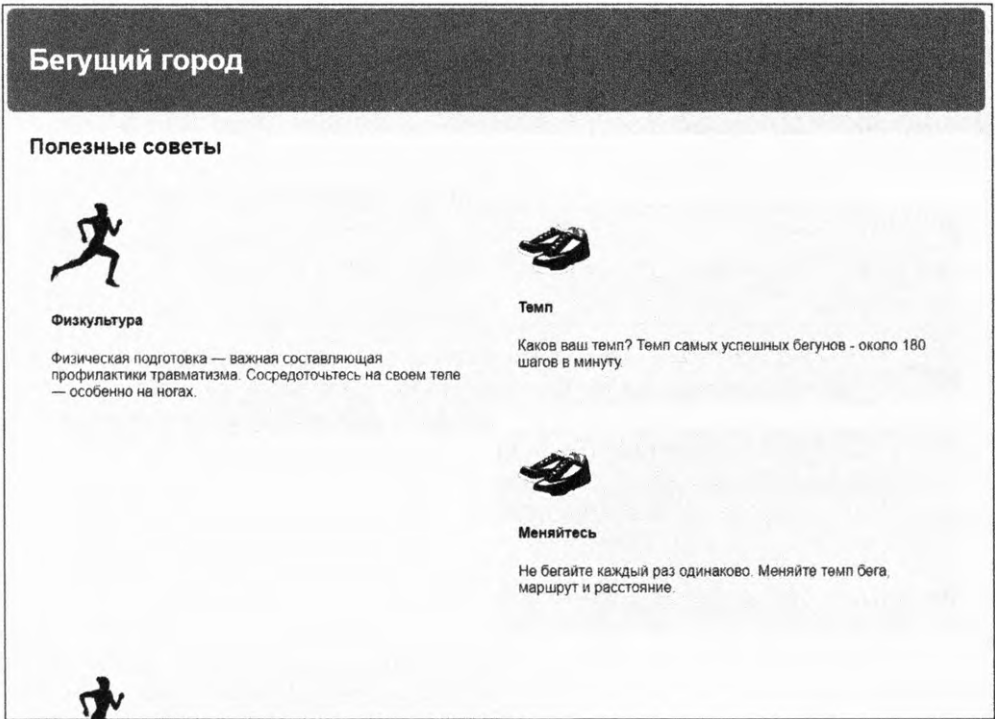 Бегущий город
Полезные советы
Физкультура
Физическая подготовка — важная составляющая
профилактики травматизма. Сосредоточьтесь на своем теле
— особенно на ногах.
Темп
Каков ваш темп? Темп самых успешных бегунов - около 180
шагов в минуту.
Меняйтесь
Не бегайте каждый раз одинаково. Меняйте темп бега,
маршрут и расстояние.